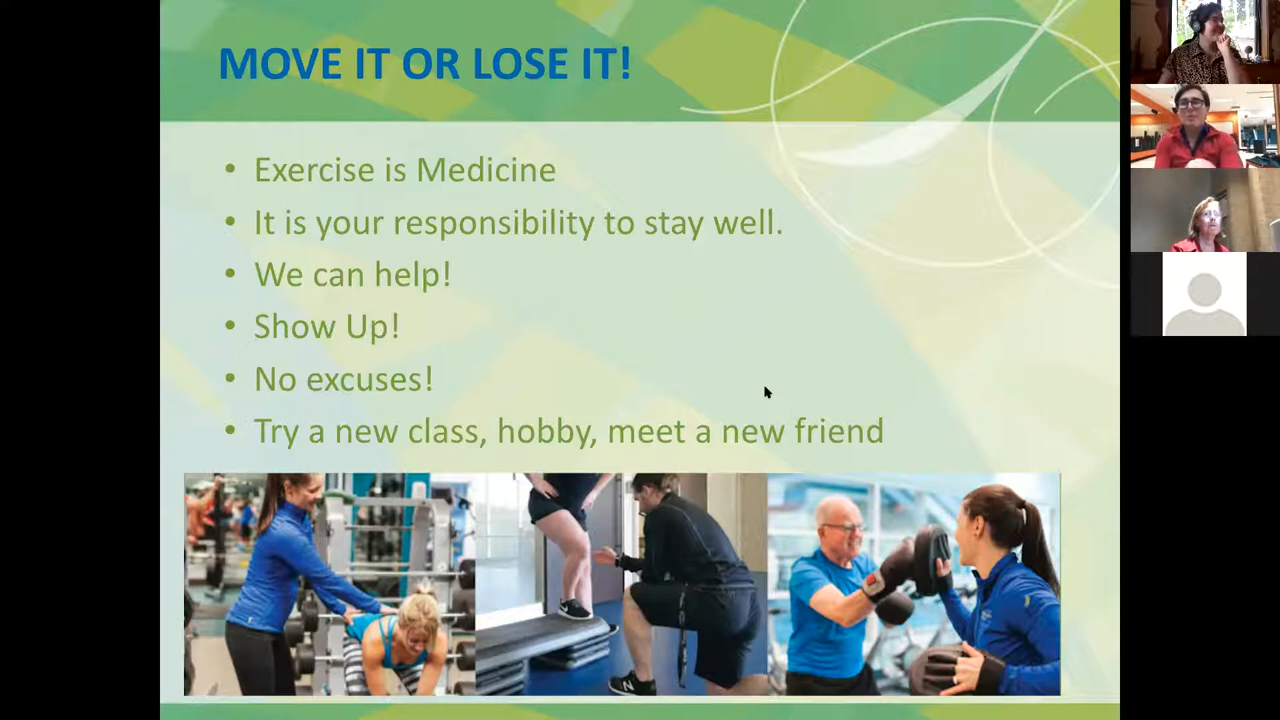 MOVE IT OR LOSE IT!
• Exercise is Medicine
• It is your responsibility to stay well.
• We can help!
• Show Up!
• No excuses!
• Try a new class, hobby, meet a new friend